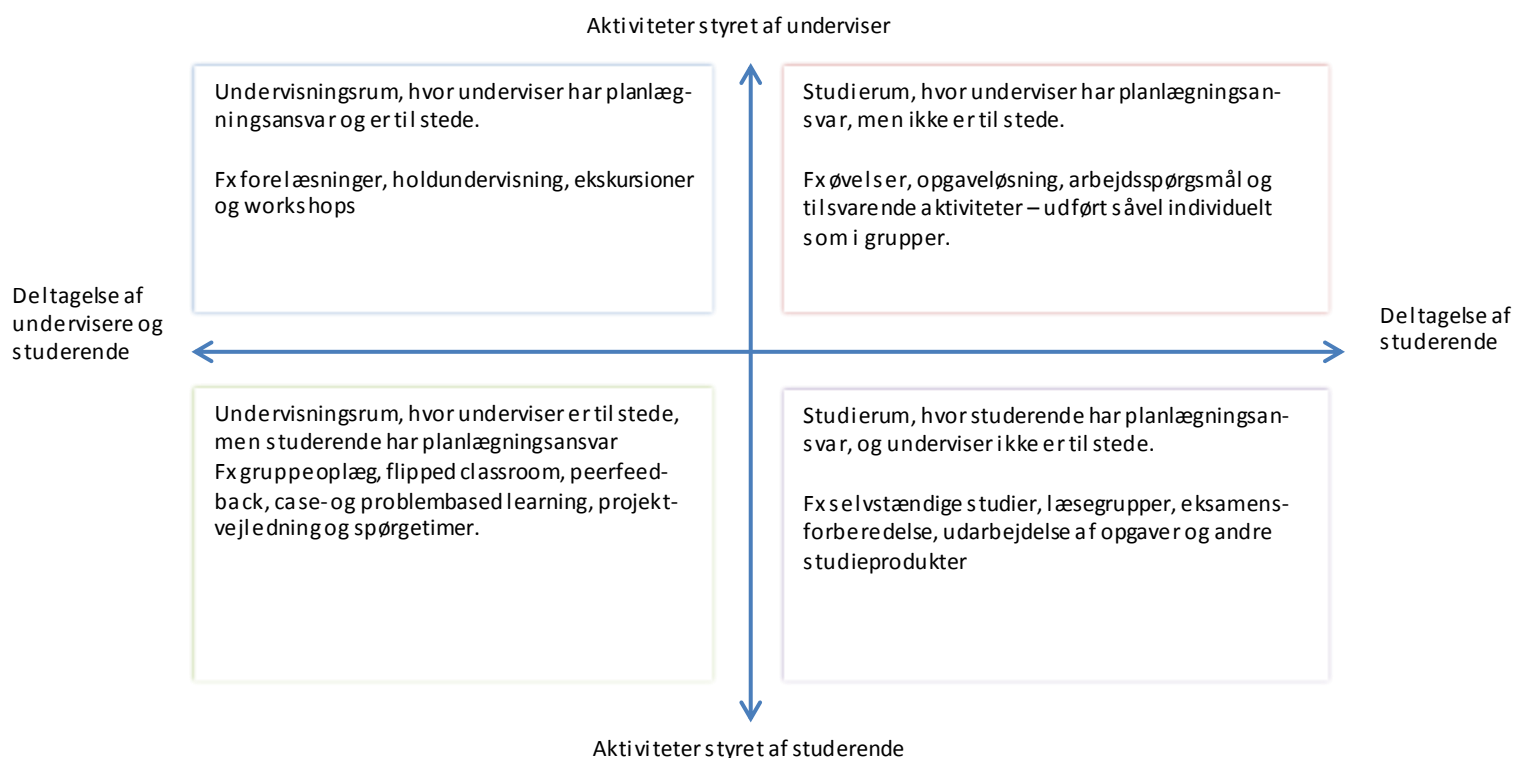 Aktiviteter styret af underviser
Undervisningsrum, hvor underviser har planlæg-
ningsansvar og er til stede.
Fx forelæsninger, holdundervisning, ekskursioner
og workshops
Studierum, hvor underviser har planlægningsan-
svar, men ikke er til stede.
Fx øvelser, opgaveløsning, arbejdsspørgsmål og
tilsvarende aktiviteter – udført såvel individuelt
som i grupper.
Deltagelse af
undervisere og
studerende
Deltagelse af
studerende
Undervisningsrum, hvor underviser er til stede,
men studerende har planlægningsansvar
Fx gruppeoplæg, flipped classroom, peerfeed-
back, case- og problembased learning, projekt-
vejledning og spørgetimer.
Studierum, hvor studerende har planlægningsan-
svar, og underviser ikke er til stede.
Fx selvstændige studier, læsegrupper, eksamens-
forberedelse, udarbejdelse af opgaver og andre
studieprodukter
Aktiviteter styret af studerende